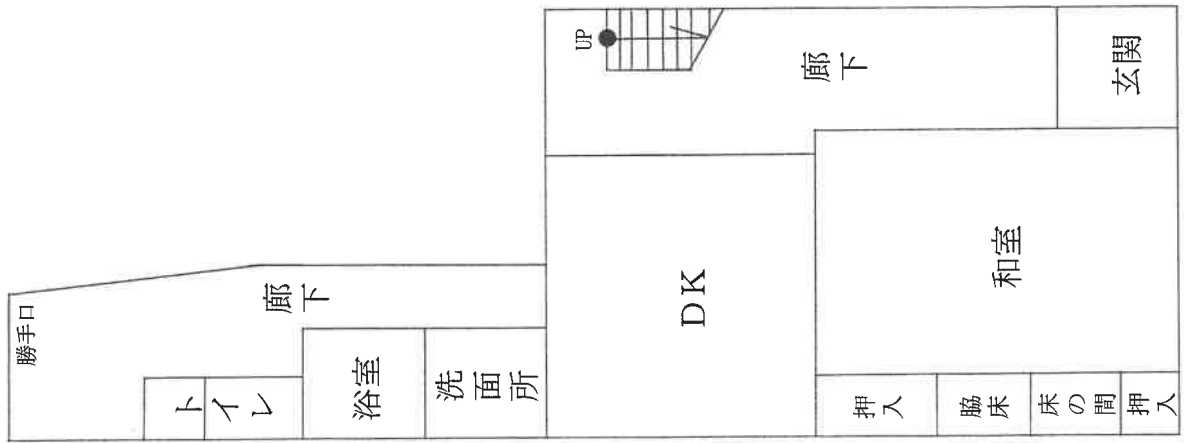 勝手口
UP
廊下
玄関
廊下
トイレ
浴室
洗面所
DK
和室
押入
脇床
床の間
押入